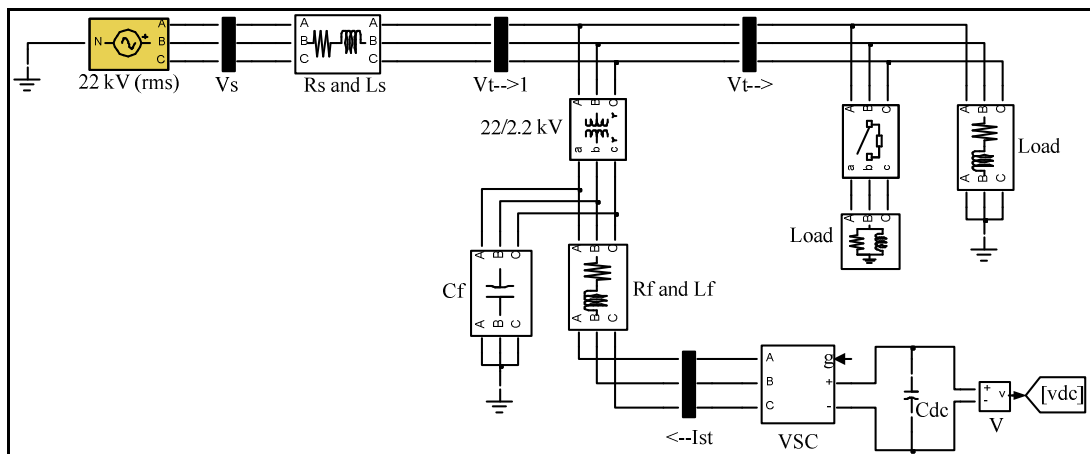 N
A
B
C
22 kV (rms)
Vs
A
B
C
A
B
C
Rs and Ls
Vt-->1
Vt-->
A
B
C
22/2.2 kV
a
b
c
A
B
C
a
b
c
A
B
C
A
B
C
Load
A
B
C
Load
A
B
C
Cf
A
B
C
A
B
C
Rf and Lf
A
B
C
<--Ist
A
B
C
g
+
-
VSC
Cdc
+
-
v
V
[vdc]